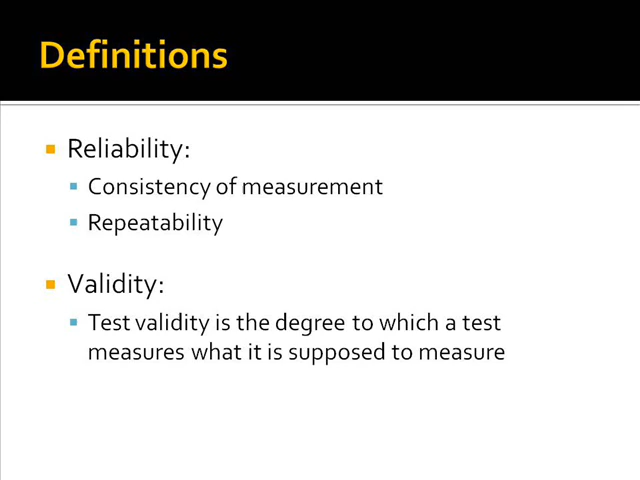 Definitions
Reliability:
Consistency of measurement
Repeatability
Validity:
Test validity is the degree to which a test
measures what it is supposed to measure